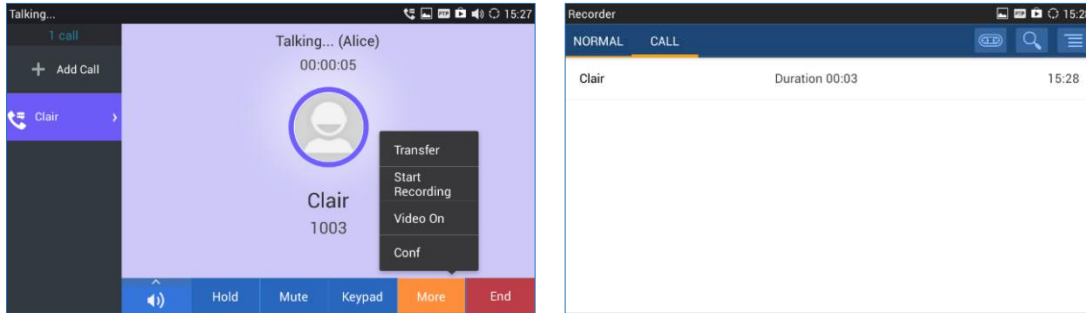 Talking...
15:27
1 call
Talking... (Alice)
00:00:05
+ Add Call
Clair
Clair
1003
Transfer
Start
Recording
Video On
Conf
Hold
Mute
Keypad
More
End
Recorder
NORMAL
CALL
Clair
Duration 00:03
15:28